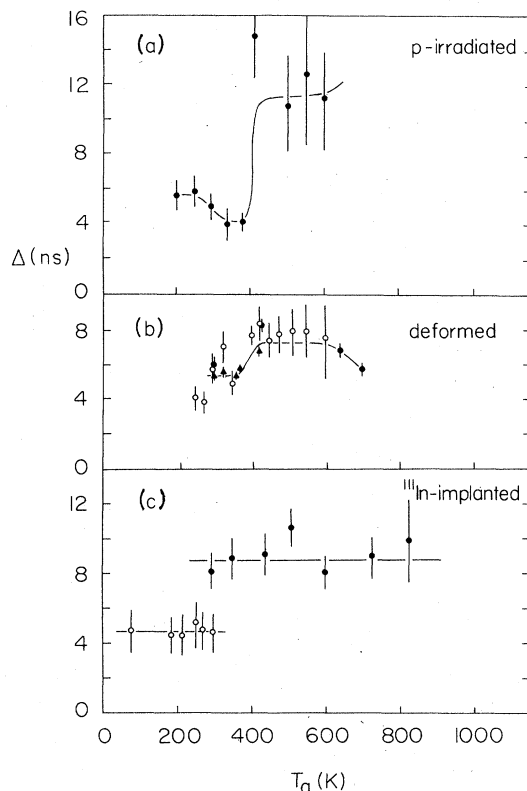 16
(a)
p-irradiated
12
8
4
Δ(ns)
0
(b)
deformed
8
4
0
(c)
111In-implanted
12
8
4
0
0 200 400 600 800 1000
Ta(K)